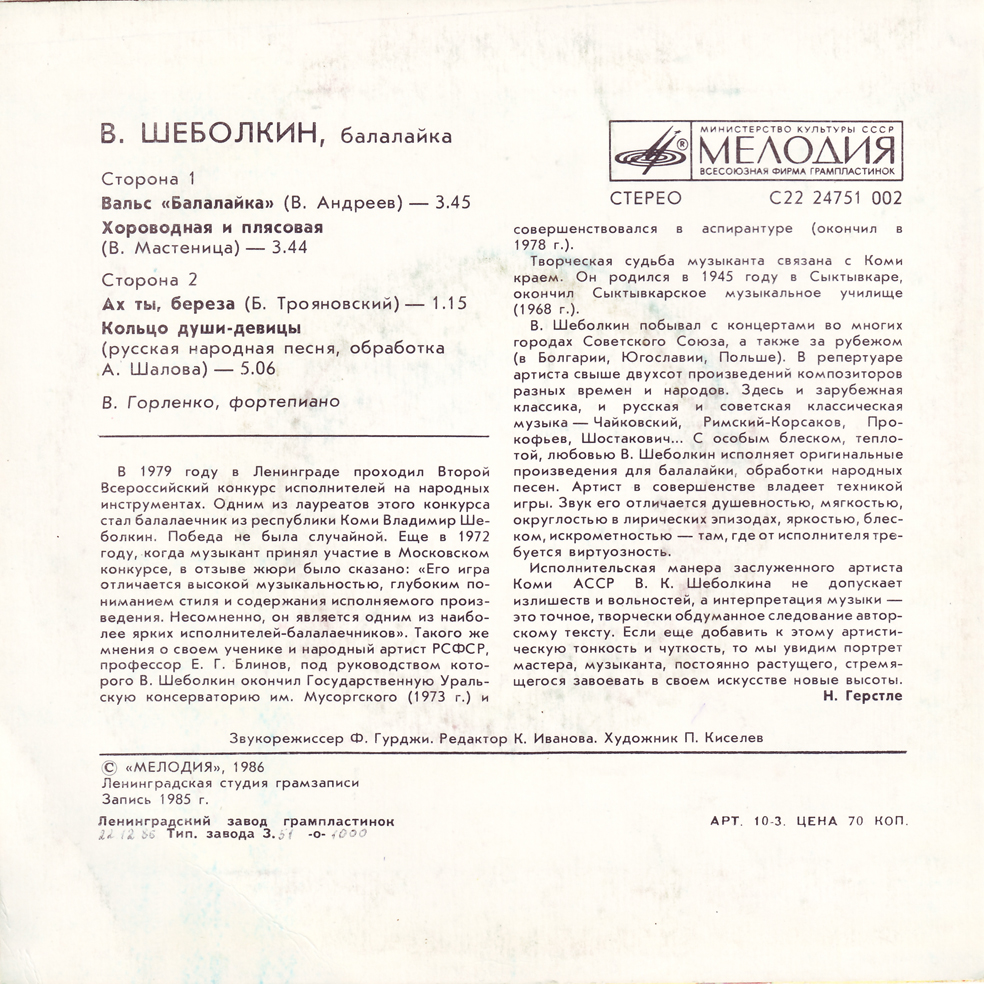 В. ШЕБОЛКИН, балалайка
Сторона 1
Вальс «Балалайка» (В. Андреев) — 3.45
Хороводная и плясовая
(В. Мастеница) — 3.44
Сторона 2
Ах ты, береза (Б. Трояновский) — 1.15
Кольцо души-девицы
(русская народная песня, обработка
А. Шалова) — 5.06
В. Горленко, фортепиано
В 1979 году в Ленинграде проходил Второй
Всероссийский конкурс исполнителей на народных
инструментах. Одним из лауреатов этого конкурса
стал балалаечник из республики Коми Владимир Ше-
болкин. Победа не была случайной. Еще в 1972
году, когда музыкант принял участие в Московском
конкурсе, в отзыве жюри было сказано: «Его игра
отличается высокой музыкальностью, глубоким по-
ниманием стиля и содержания исполняемого произ-
ведения. Несомненно, он является одним из наибо-
лее ярких исполнителей-балалаечников». Такого же
мнения о своем ученике и народный артист РСФСР,
профессор Е. Г. Блинов, под руководством кото-
рого В. Шеболкин окончил Государственную Ураль-
скую консерваторию им. Мусоргского (1973 г.) и
МИНИСТЕРСТВО КУЛЬТУРЫ СССР
®
МЕЛОДИЯ
ВСЕСОЮЗНАЯ ФИРМА ГРАМПЛАСТИНОК
СТЕРЕО С22 24751 002
совершенствовался в аспирантуре (окончил в
1978 г.).
Творческая судьба музыканта связана с Коми
краем. Он родился в 1945 году в Сыктывкаре,
окончил Сыктывкарское музыкальное училище
(1968 г.).
В. Шеболкин побывал с концертами во многих
городах Советского Союза, а также за рубежом
(в Болгарии, Югославии, Польше). В репертуаре
артиста свыше двухсот произведений композиторов
разных времен и народов. Здесь и зарубежная
классика, и русская и советская классическая
музыка — Чайковский, Римский-Корсаков, Про-
кофьев, Шостакович... С особым блеском, тепло-
той, любовью В. Шеболкин исполняет оригинальные
произведения для балалайки, обработки народных
песен. Артист в совершенстве владеет техникой
игры. Звук его отличается душевностью, мягкостью,
округлостью в лирических эпизодах, яркостью, блес-
ком, искрометностью — там, где от исполнителя тре-
буется виртуозность.
Исполнительская манера заслуженного артиста
Коми АССР В. К. Шеболкина не допускает
излишеств и вольностей, а интерпретация музыки —
это точное, творчески обдуманное следование автор-
скому тексту. Если еще добавить к этому артисти-
ческую тонкость и чуткость, то мы увидим портрет
мастера, музыканта, постоянно растущего, стремя-
щегося завоевать в своем искусстве новые высоты.
Н. Герстле
Звукорежиссер Ф. Гурджи. Редактор К. Иванова. Художник П. Киселев
© «МЕЛОДИЯ», 1986
Ленинградская студия грамзаписи
Запись 1985 г.
Ленинградский завод грампластинок
22 12 86 Тип. завода З. -о- 1000
АРТ. 10-3. ЦЕНА 70 КОП.